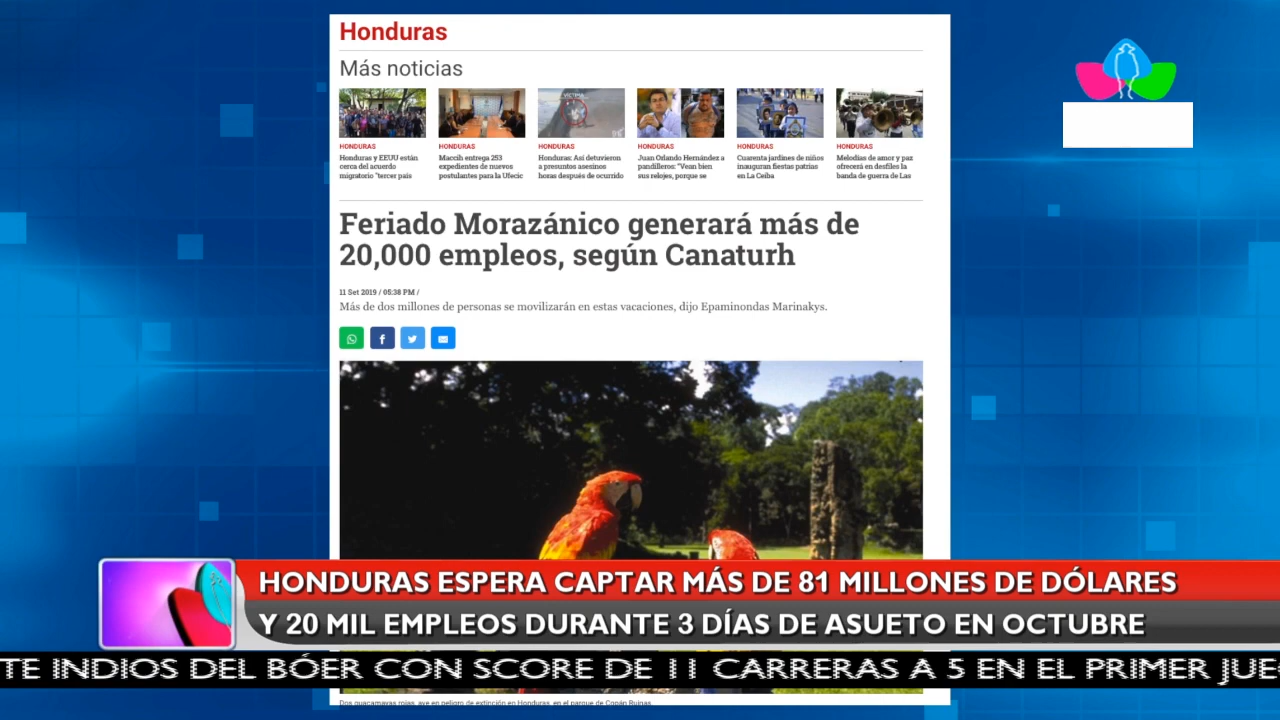 Honduras
Más noticias
HONDURAS
Honduras y EEUU están
cerca del acuerdo
migratorio "tercer país
HONDURAS
Maccih entrega 253
expedientes de nuevos
postulantes para la Ufecic
HONDURAS
Honduras: Así detuvieron
a presuntos asesinos
horas después de ocurrido
HONDURAS
Juan Orlando Hernández a
pandilleros: "Vean bien
sus relojes, porque se
HONDURAS
Cuarenta jardines de niños
inauguran fiestas patrias
en La Ceiba
HONDURAS
Melodías de amor y paz
ofrecerá en desfiles la
banda de guerra de Las
Feriado Morazánico generará más de
20,000 empleos, según Canaturh
11 Set 2019 / 05:38 PM /
Más de dos millones de personas se movilizarán en estas vacaciones, dijo Epaminondas Marinakys.
HONDURAS ESPERA CAPTAR MÁS DE 81 MILLONES DE DÓLARES
Y 20 MIL EMPLEOS DURANTE 3 DÍAS DE ASUETO EN OCTUBRE
TE INDIOS DEL BÓER CON SCORE DE 11 CARRERAS A 5 EN EL PRIMER JUE
Dos guacamayas rojas, ave en peligro de extinción en Honduras, en el parque de Copán Ruinas.